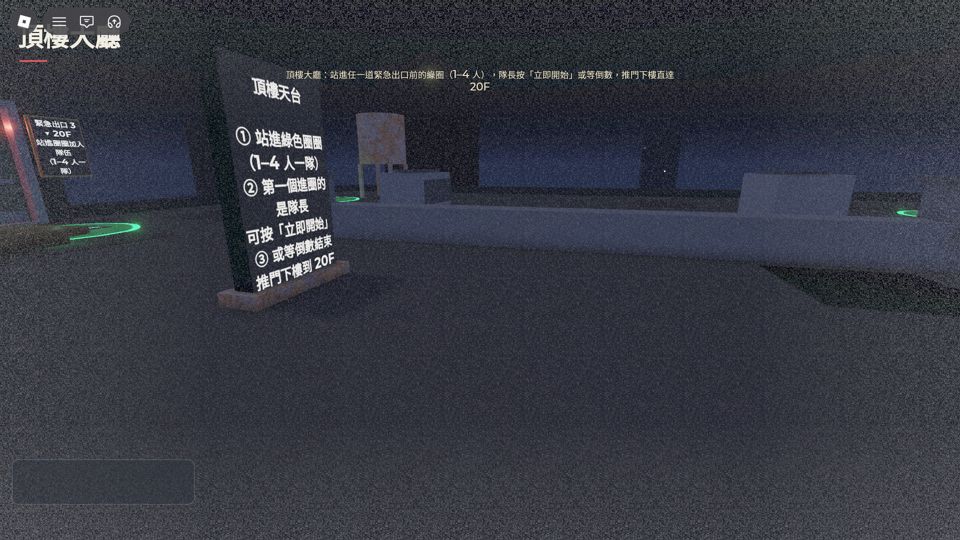 頂樓大廳
頂樓大廳：站進任一道緊急出口前的綠圈（1–4 人），隊長按「立即開始」或等倒數，推門下樓直達
20F
緊急出口 3
▼ 20F
站進圈圈加入
隊伍
（1–4 人一
隊）
頂樓天台
① 站進綠色圈圈
（1–4 人一隊）
② 第一個進圈的
是隊長
可按「立即開始」
③ 或等倒數結束
推門下樓到 20F